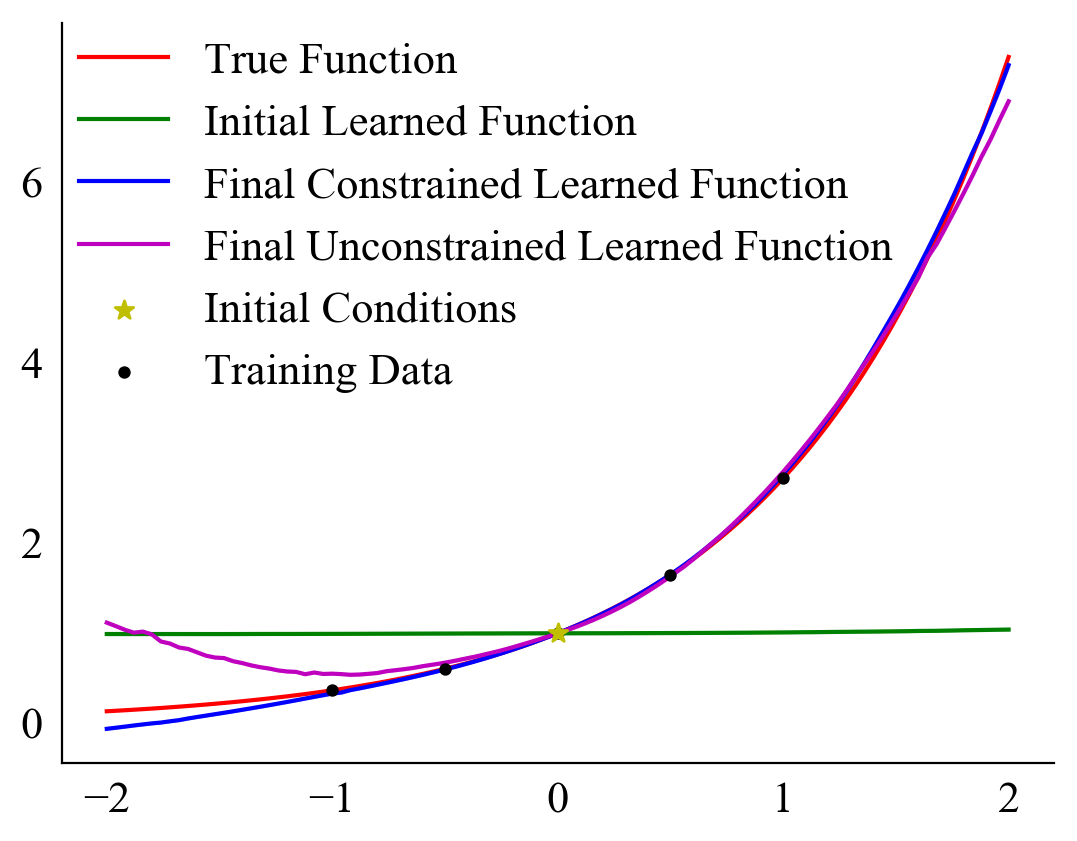 True Function
Initial Learned Function
Final Constrained Learned Function
Final Unconstrained Learned Function
Initial Conditions
Training Data
6
4
2
0
−2 −1 0 1 2